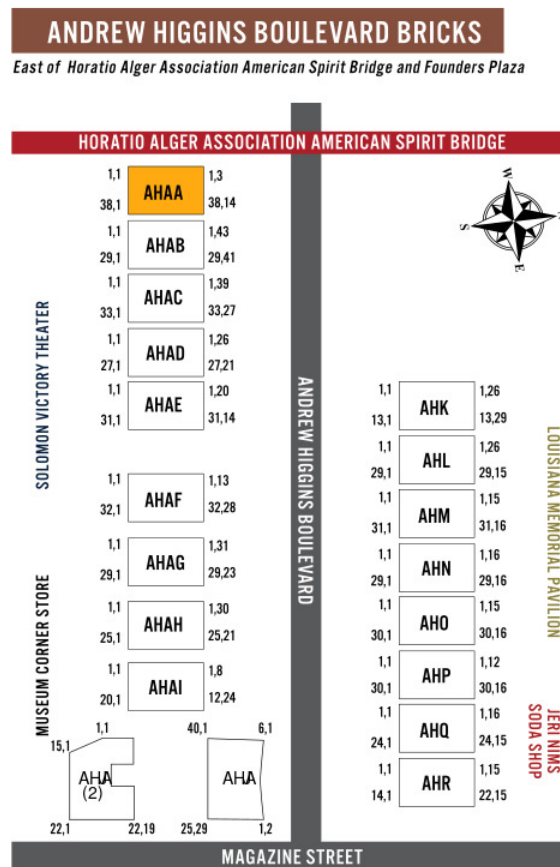 ANDREW HIGGINS BOULEVARD BRICKS
East of Horatio Alger Association American Spirit Bridge and Founders Plaza
HORATIO ALGER ASSOCIATION AMERICAN SPIRIT BRIDGE
1,1 AHAA 1,3
38,1 38,14
1,1 AHAB 1,43
29,1 29,41
1,1 AHAC 1,39
33,1 33,27
1,1 AHAD 1,26
27,1 27,21
1,1 AHAE 1,20
31,1 31,14
1,1 AHAF 1,13
32,1 32,28
1,1 AHAG 1,31
29,1 29,23
1,1 AHAH 1,30
25,1 25,21
1,1 AHAI 1,8
20,1 12,24
1,1
15,1
AHA
(2)
22,1 22,19
40,1 6,1
AHA
25,29 1,2
SOLOMON VICTORY THEATER
MUSEUM CORNER STORE
ANDREW HIGGINS BOULEVARD
W
S
E
1,1 AHK 1,26
13,1 13,29
1,1 AHL 1,26
29,1 29,15
1,1 AHM 1,15
31,1 31,16
1,1 AHN 1,16
29,1 29,16
1,1 AHO 1,15
30,1 30,16
1,1 AHP 1,12
30,1 30,16
1,1 AHQ 1,16
24,1 24,15
1,1 AHR 1,15
14,1 22,15
LOUISIANA MEMORIAL PAVILION
JERI NIMS
SODA SHOP
MAGAZINE STREET